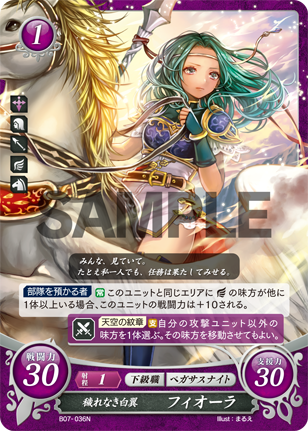 1
SAMPLE
みんな、見ていて。
たとえ私一人でも、任務は果たしてみせる。
部隊を預かる者 このユニットと同じエリアに の味方が他に
1体以上いる場合、このユニットの戦闘力は+10される。
天空の紋章 支 自分の攻撃ユニット以外の
味方を1体選ぶ。その味方を移動させてもよい。
戦闘力 30
射程 1 下級職 ペガサスナイト
支援力 30
穢れなき白翼 フィオーラ
B07-036N Illust:まるえ